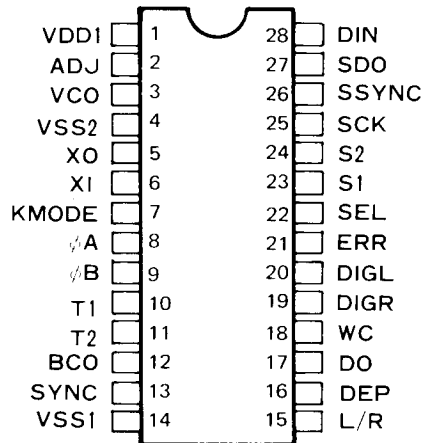 VDD1 1 28 DIN
ADJ 2 27 SDO
VCO 3 26 SSYNC
VSS2 4 25 SCK
XO 5 24 S2
XI 6 23 S1
KMODE 7 22 SEL
φA 8 21 ERR
φB 9 20 DIGL
T1 10 19 DIGR
T2 11 18 WC
BCO 12 17 DO
SYNC 13 16 DEP
VSS1 14 15 L/R